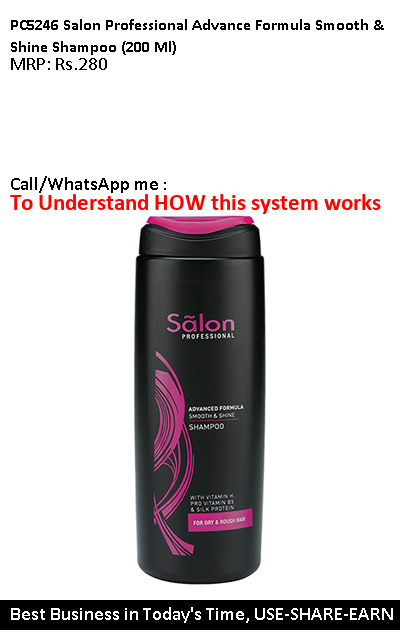 PC5246 Salon Professional Advance Formula Smooth &
Shine Shampoo (200 Ml)
MRP: Rs.280
Call/WhatsApp me :
To Understand HOW this system works
Sãlon
PROFESSIONAL
ADVANCED FORMULA
SMOOTH & SHINE
SHAMPOO
WITH VITAMIN H,
PRO VITAMIN B5
& SILK PROTEIN
FOR DRY & ROUGH HAIR
Best Business in Today's Time, USE-SHARE-EARN